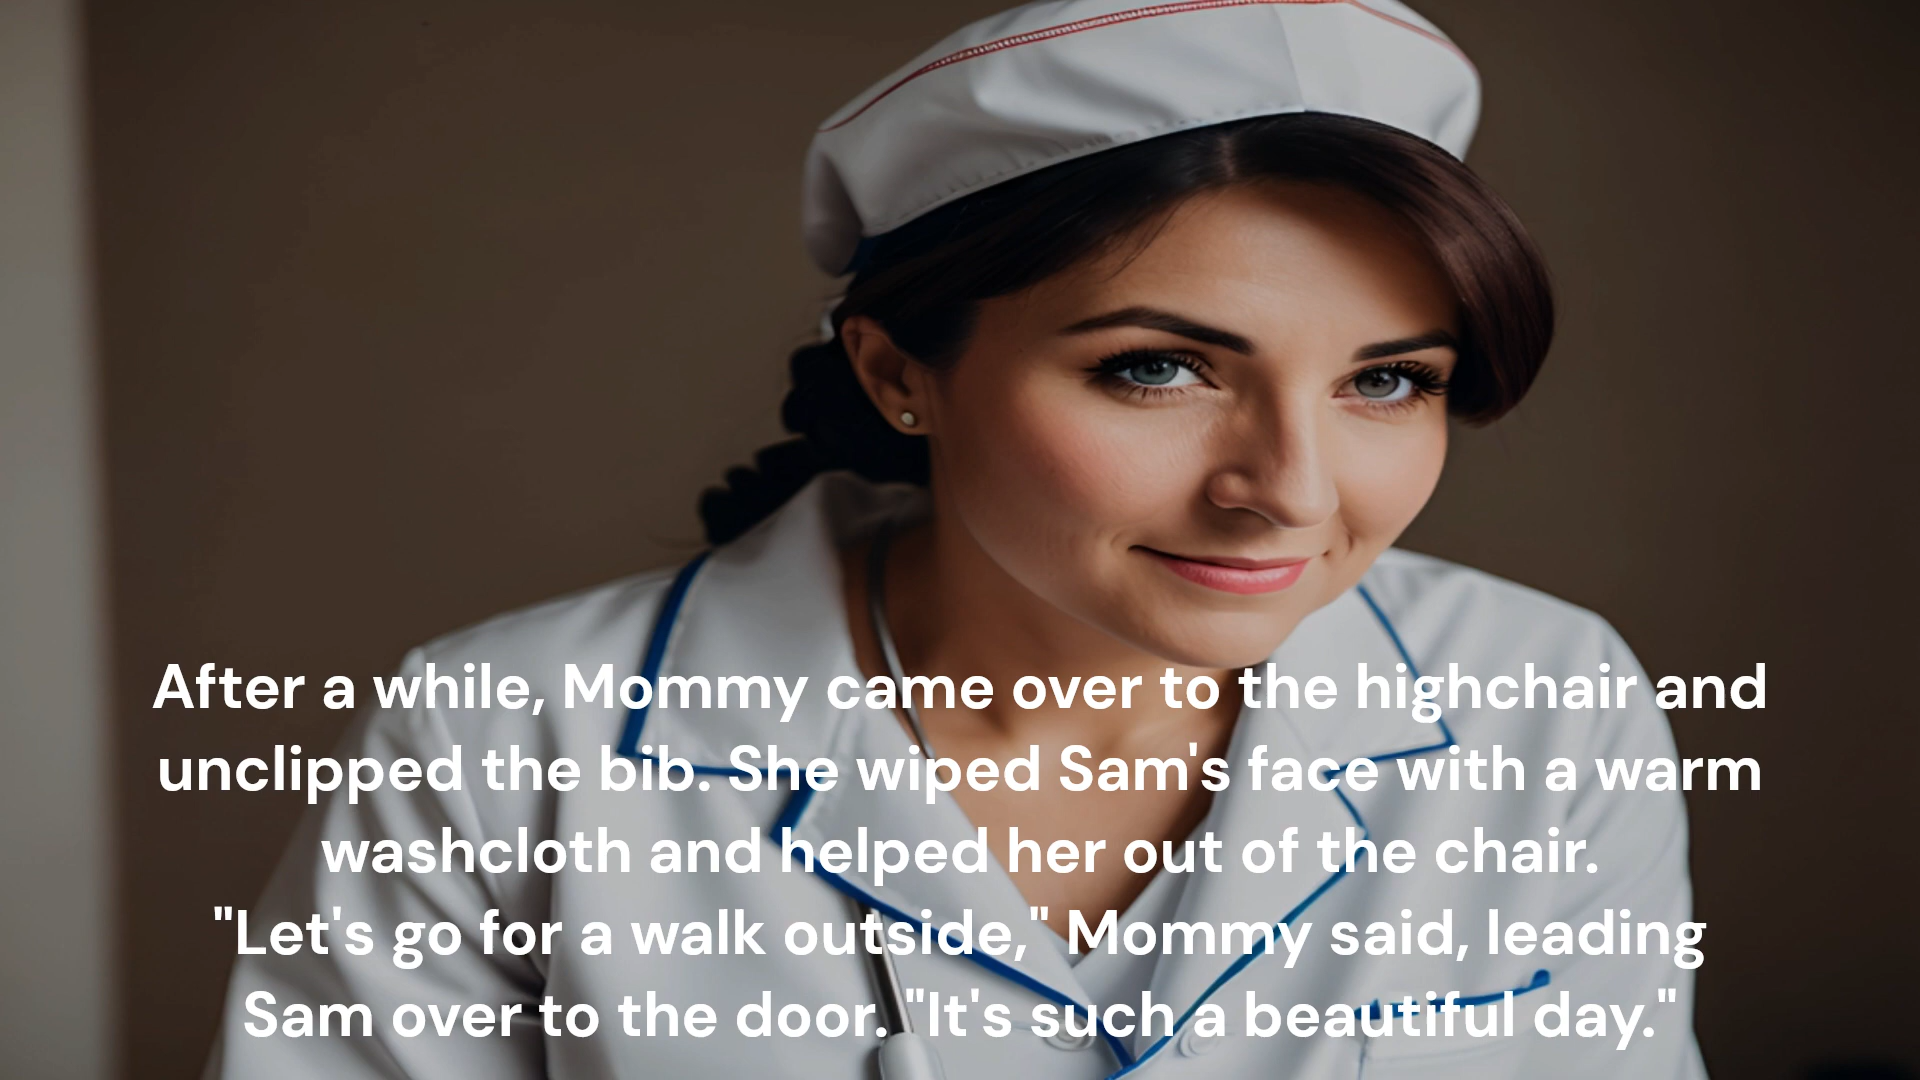 After a while, Mommy came over to the highchair and
unclipped the bib. She wiped Sam's face with a warm
washcloth and helped her out of the chair.
"Let's go for a walk outside," Mommy said, leading
Sam over to the door. "It's such a beautiful day."